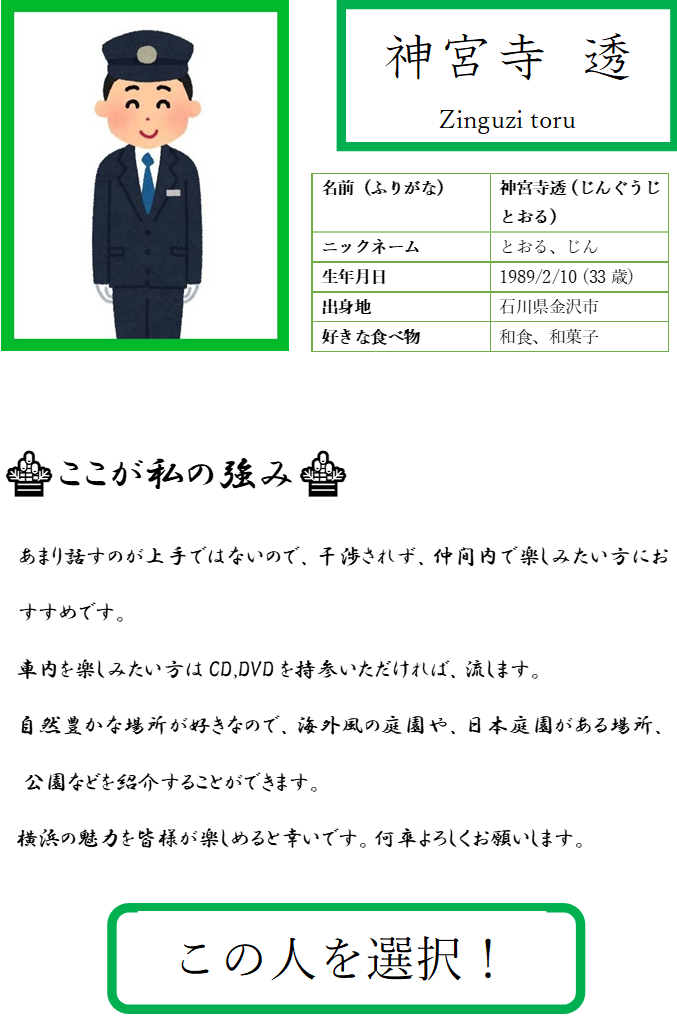 神宮寺 透
Zinguzi toru
名前（ふりがな） 神宮寺透（じんぐうじ
とおる）
ニックネーム とおる、じん
生年月日 1989/2/10（33 歳）
出身地 石川県金沢市
好きな食べ物 和食、和菓子
ここが私の強み
あまり話すのが上手ではないので、干渉されず、仲間内で楽しみたい方にお
すすめです。
車内を楽しみたい方は CD,DVD を持参いただければ、流します。
自然豊かな場所が好きなので、海外風の庭園や、日本庭園がある場所、
公園などを紹介することができます。
横浜の魅力を皆様が楽しめると幸いです。何卒よろしくお願いします。
この人を選択！